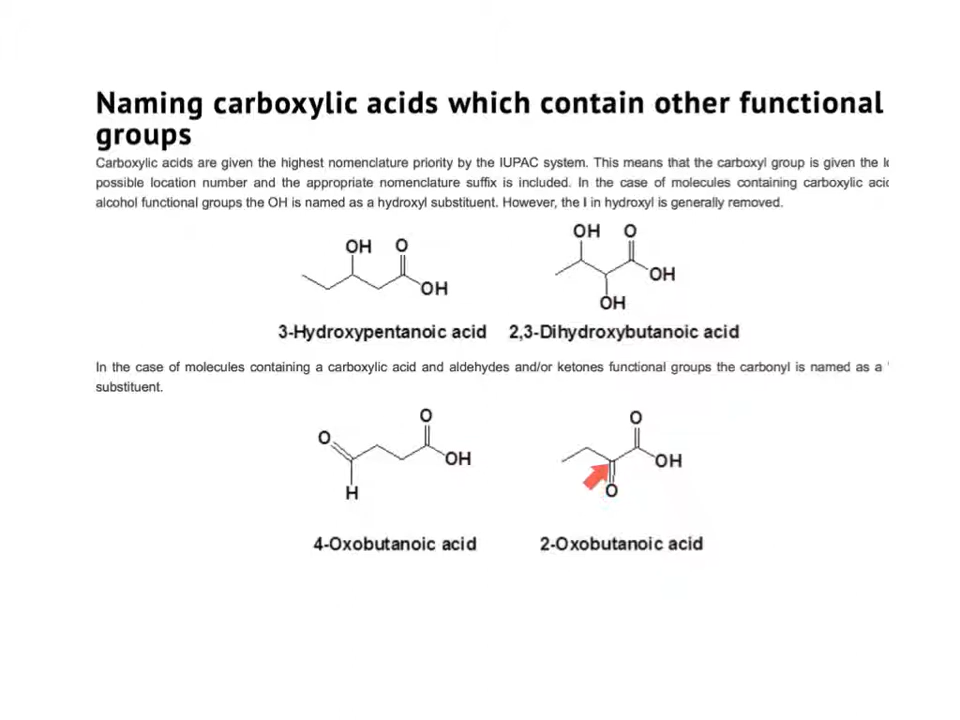 Naming carboxylic acids which contain other functional
groups
Carboxylic acids are given the highest nomenclature priority by the IUPAC system. This means that the carboxyl group is given the
possible location number and the appropriate nomenclature suffix is included. In the case of molecules containing carboxylic
alcohol functional groups the OH is named as a hydroxyl substituent. However, the l in hydroxyl is generally removed.
OH O
OH
OH O
OH
OH
3-Hydroxypentanoic acid 2,3-Dihydroxybutanoic acid
In the case of molecules containing a carboxylic acid and aldehydes and/or ketones functional groups the carbonyl is named as a
substituent.
O
O
OH
H
O
OH
O
4-Oxobutanoic acid 2-Oxobutanoic acid